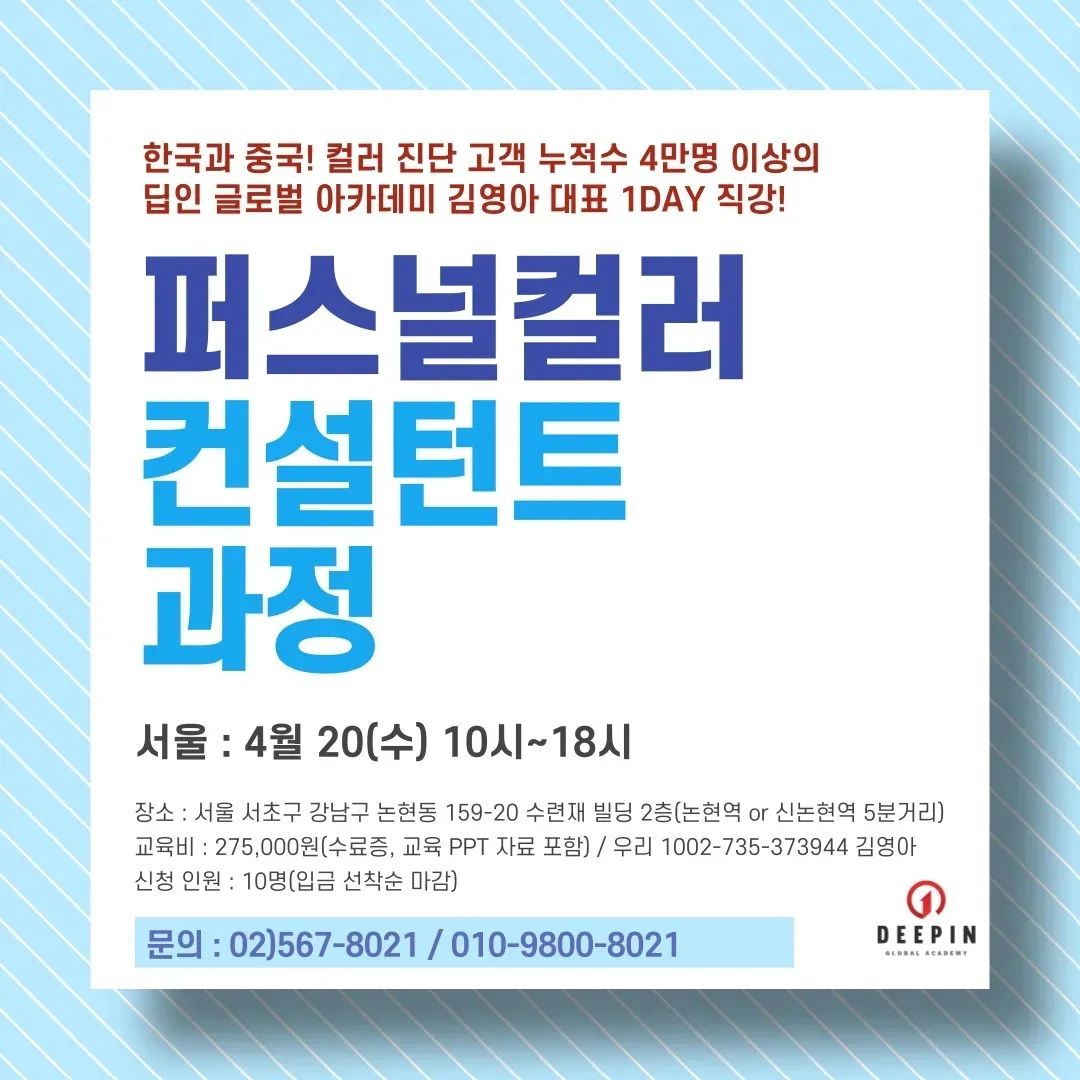 한국과 중국! 컬러 진단 고객 누적수 4만명 이상의
딥인 글로벌 아카데미 김영아 대표 1DAY 직강!
퍼스널컬러
컨설턴트
과정
서울 : 4월 20(수) 10시~18시
장소 : 서울 서초구 강남구 논현동 159-20 수련재 빌딩 2층(논현역 or 신논현역 5분거리)
교육비 : 275,000원(수료증, 교육 PPT 자료 포함) / 우리 1002-735-373944 김영아
신청 인원 : 10명(입금 선착순 마감)
문의 : 02)567-8021 / 010-9800-8021
DEEPIN
GLOBAL ACADEMY